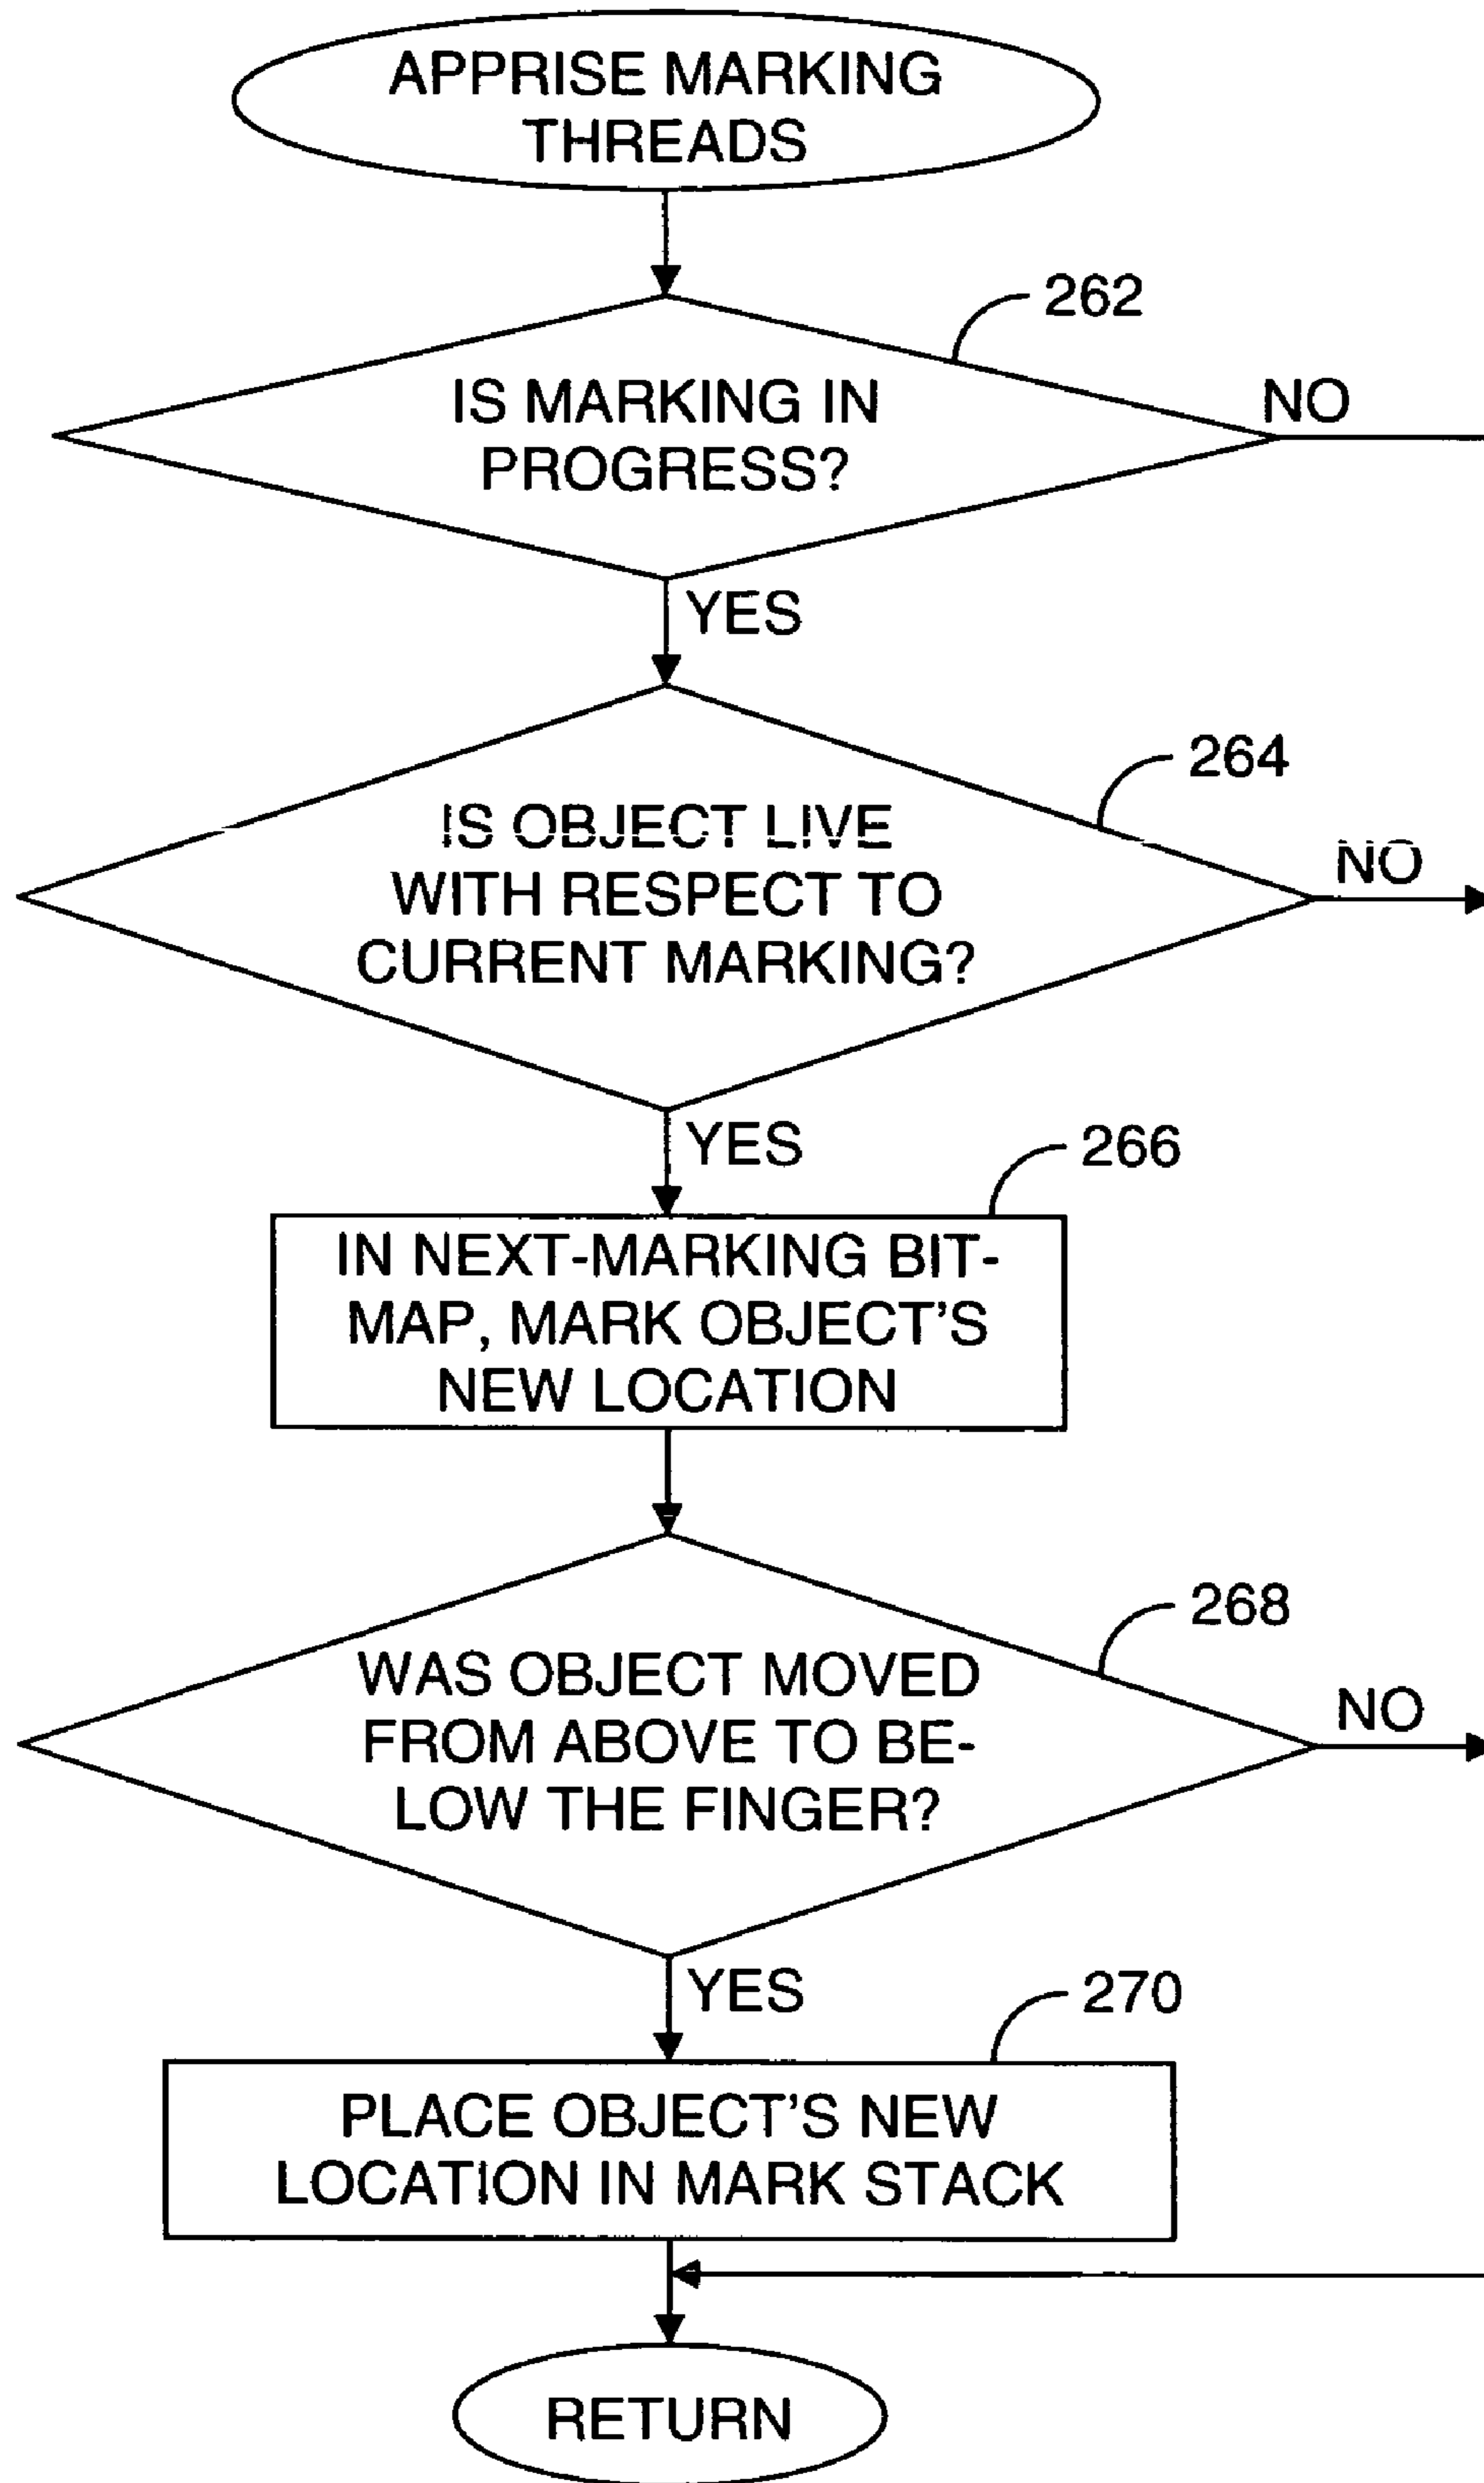 APPRISE MARKING
THREADS
262
IS MARKING IN
PROGRESS?
NO
YES
264
IS OBJECT LIVE
WITH RESPECT TO
CURRENT MARKING?
NO
YES
266
IN NEXT-MARKING BIT-
MAP, MARK OBJECT'S
NEW LOCATION
268
WAS OBJECT MOVED
FROM ABOVE TO BE-
LOW THE FINGER?
NO
YES
270
PLACE OBJECT'S NEW
LOCATION IN MARK STACK
RETURN